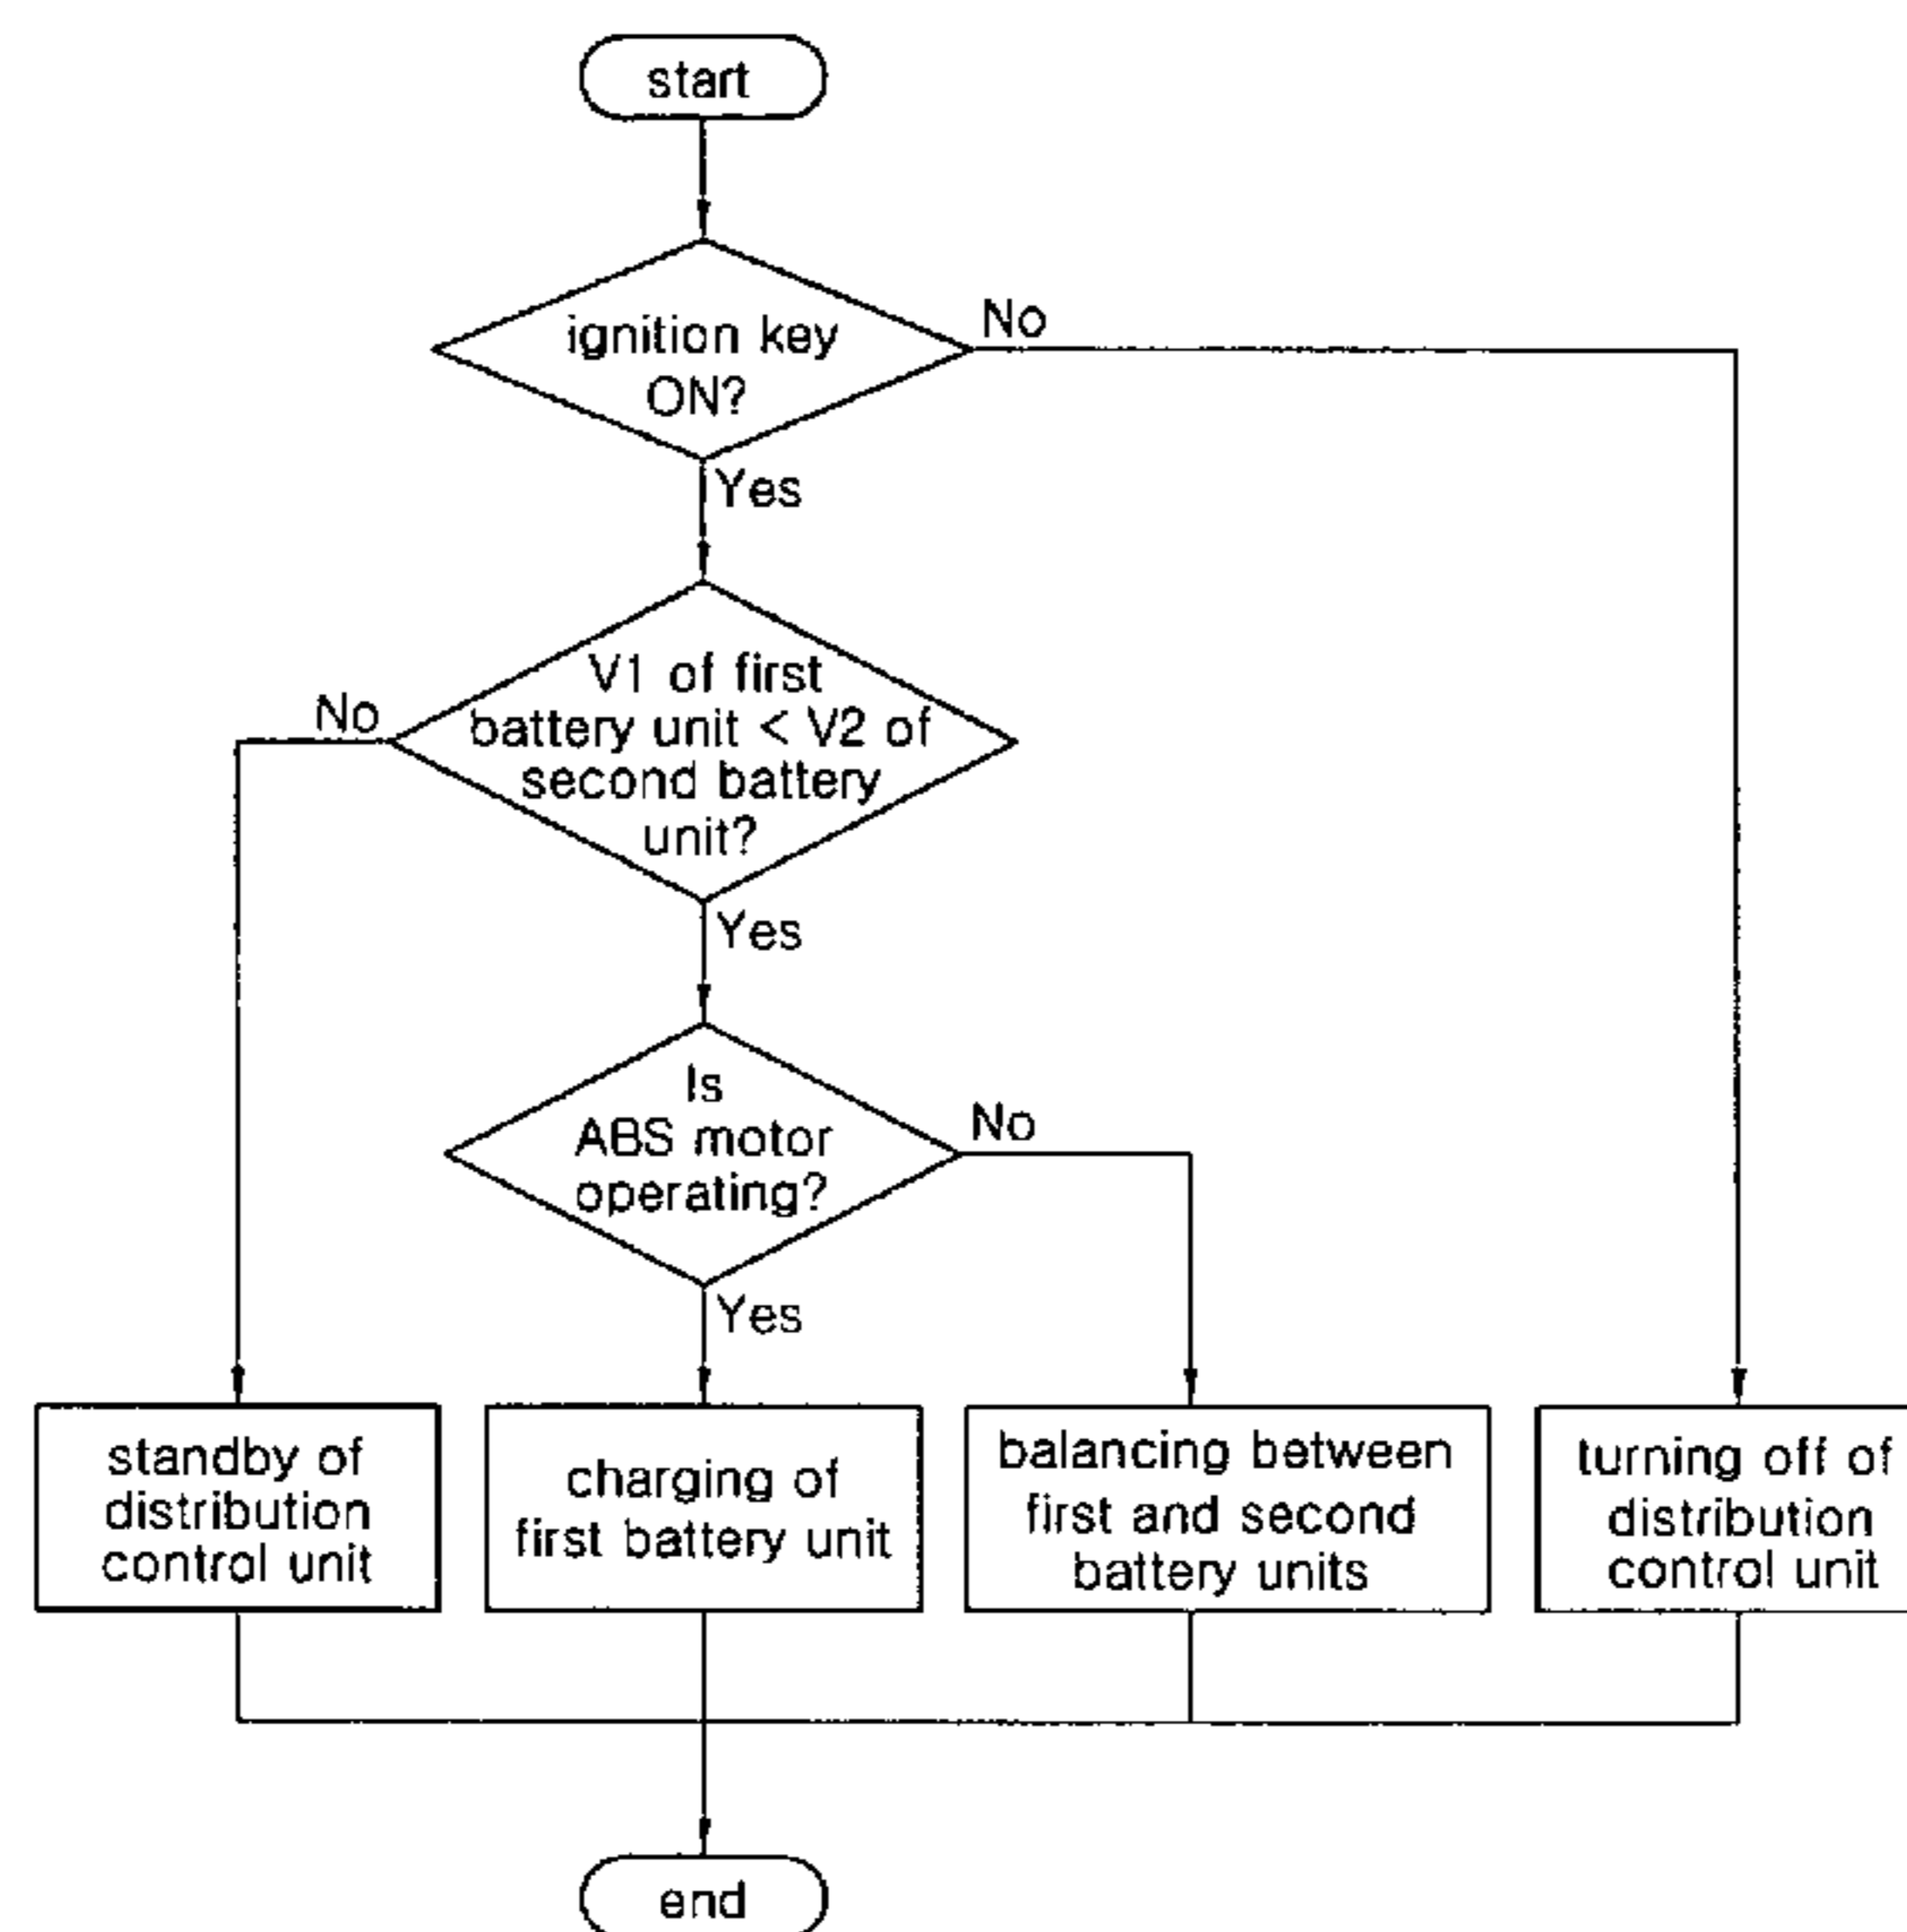 start
ignition key
ON?
No
Yes
V1 of first
battery unit < V2 of
second battery
unit?
No
Yes
Is
ABS motor
operating?
No
Yes
standby of
distribution
control unit
charging of
first battery unit
balancing between
first and second
battery units
turning off of
distribution
control unit
end